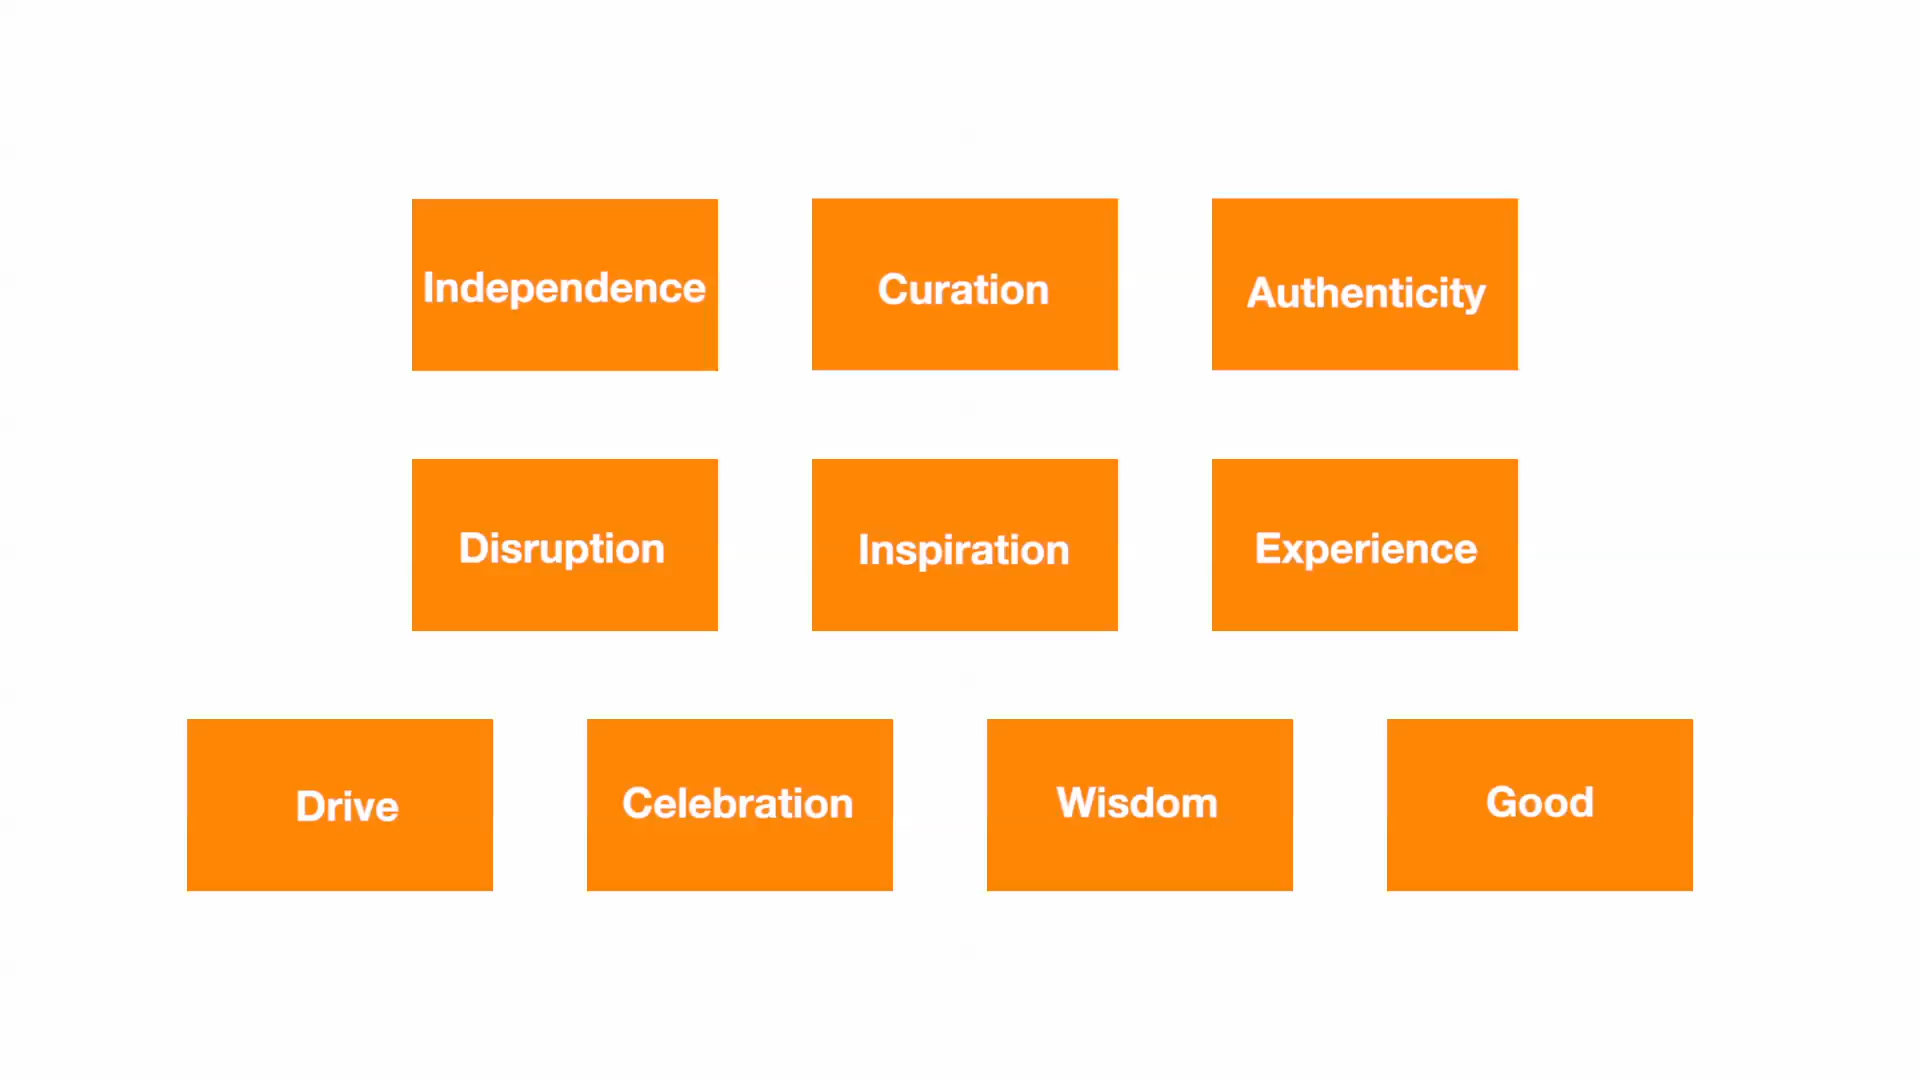 Independence
Curation
Authenticity
Disruption
Inspiration
Experience
Drive
Celebration
Wisdom
Good